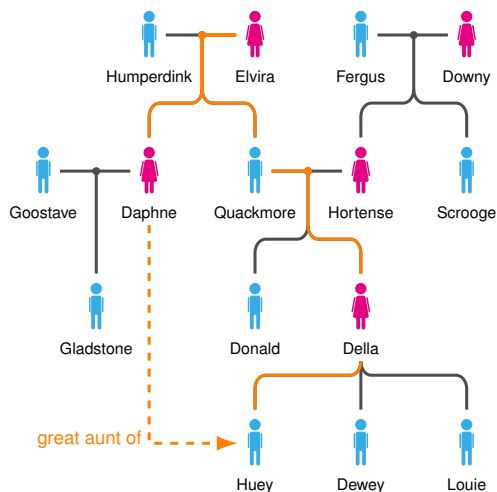 Humperdink Elvira Fergus Downy
Goostave Daphne Quackmore Hortense Scrooge
Gladstone Donald Della
great aunt of
Huey Dewey Louie